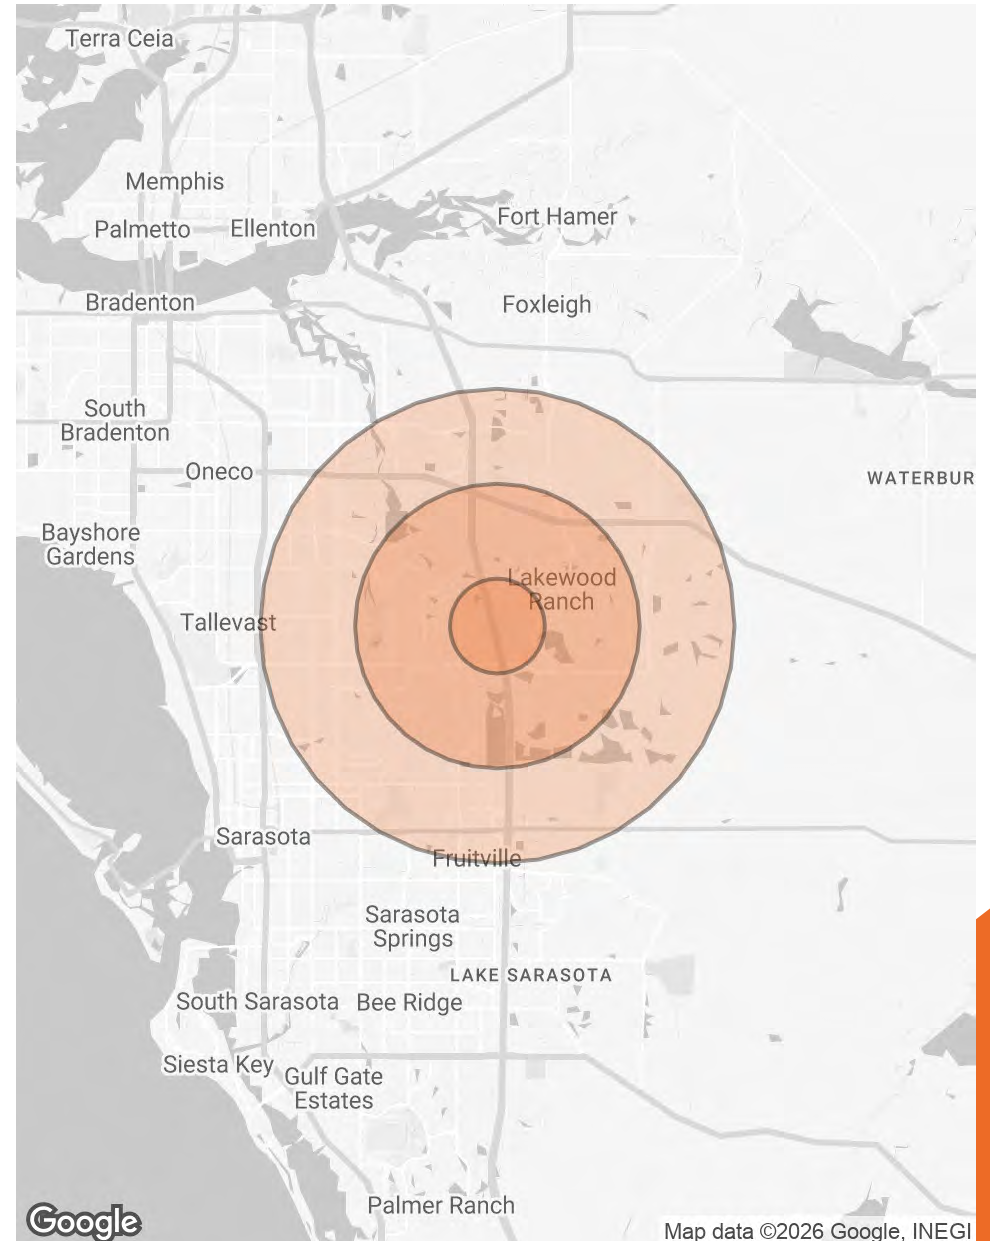 Terra Ceia
Memphis
Palmetto
Ellenton
Fort Hamer
Bradenton
Foxleigh
South
Bradenton
Oneco
WATERBUR
Bayshore
Gardens
Lakewood
Ranch
Tallevast
Sarasota
Fruitville
Sarasota
Springs
LAKE SARASOTA
South Sarasota
Bee Ridge
Siesta Key
Gulf Gate
Estates
Palmer Ranch
Google
Map data ©2026 Google, INEGI